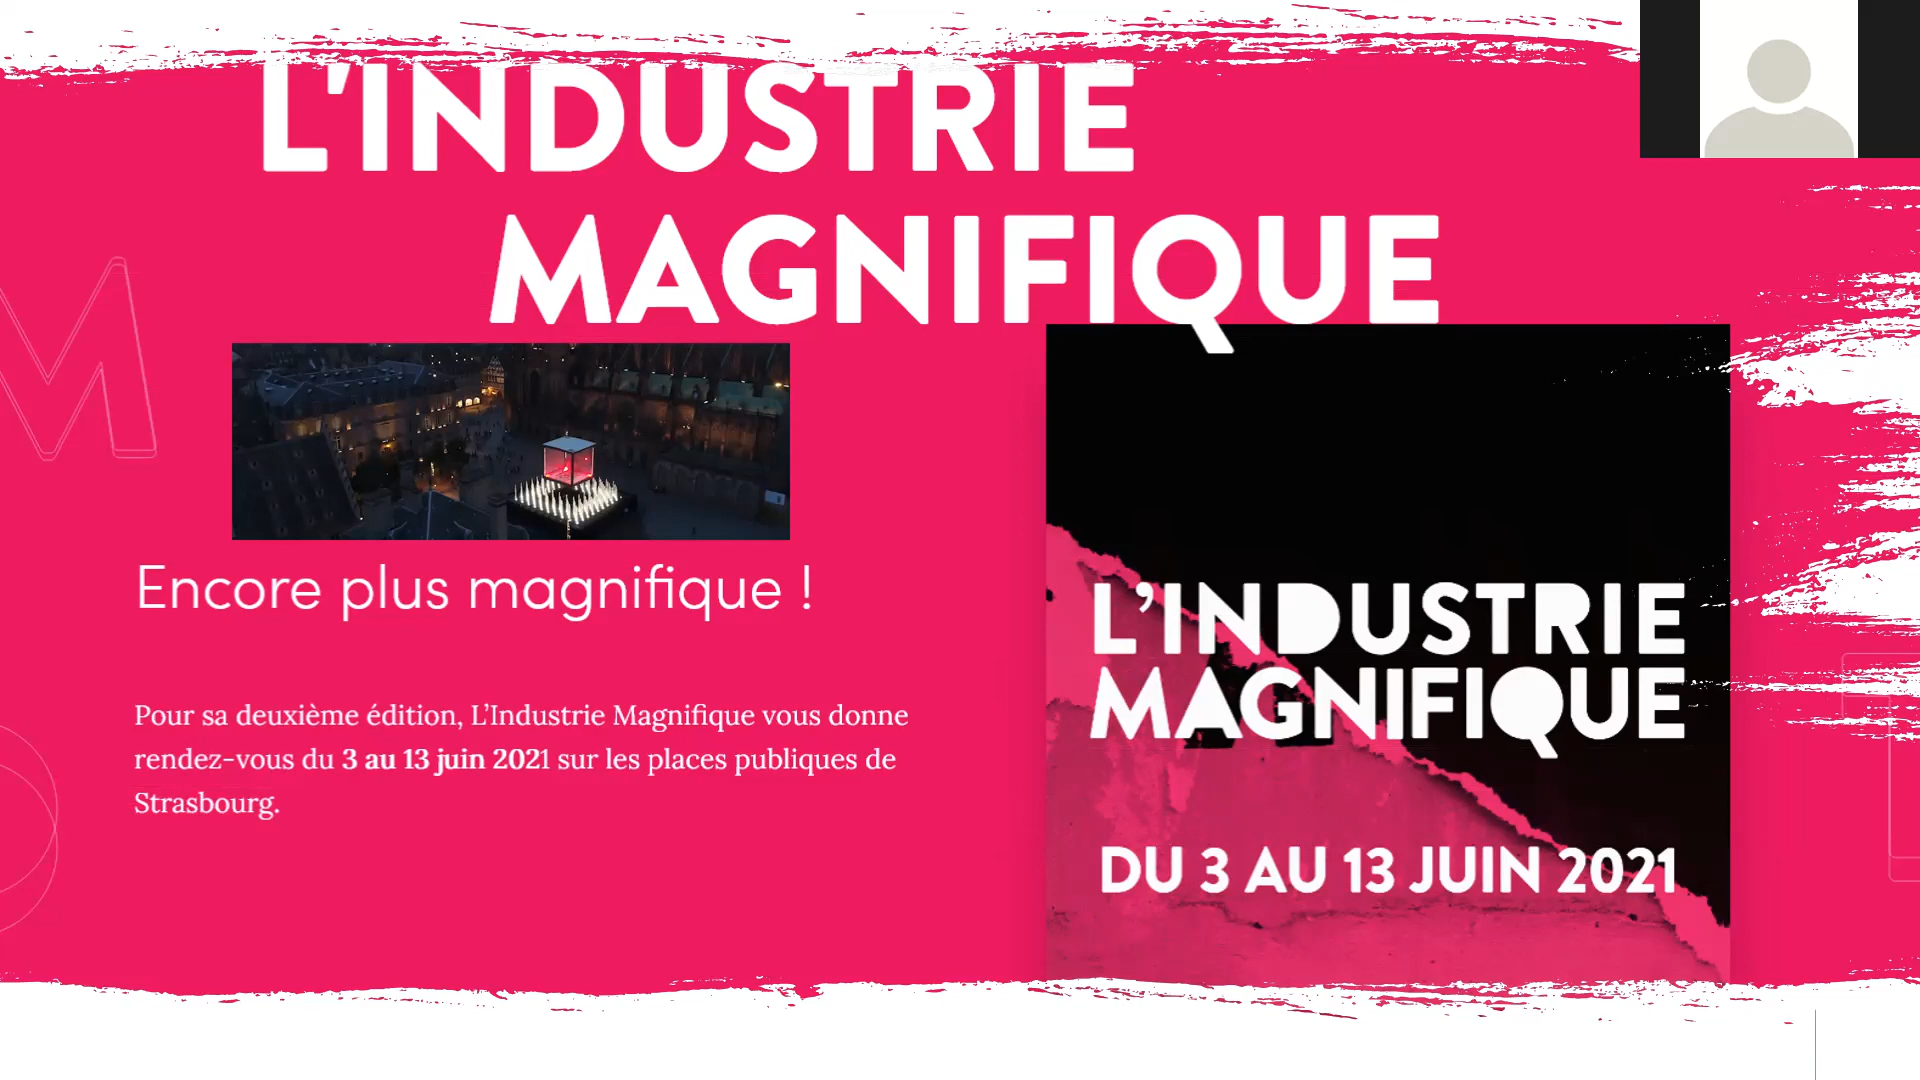 L'INDUSTRIE
MAGNIFIQUE
Encore plus magnifique !
Pour sa deuxième édition, L’Industrie Magnifique vous donne
rendez-vous du 3 au 13 juin 2021 sur les places publiques de
Strasbourg.
L’INDUSTRIE
MAGNIFIQUE
DU 3 AU 13 JUIN 2021